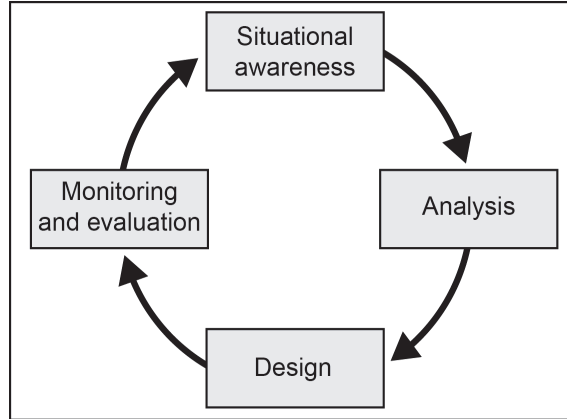 Situational
awareness
Analysis
Design
Monitoring
and evaluation